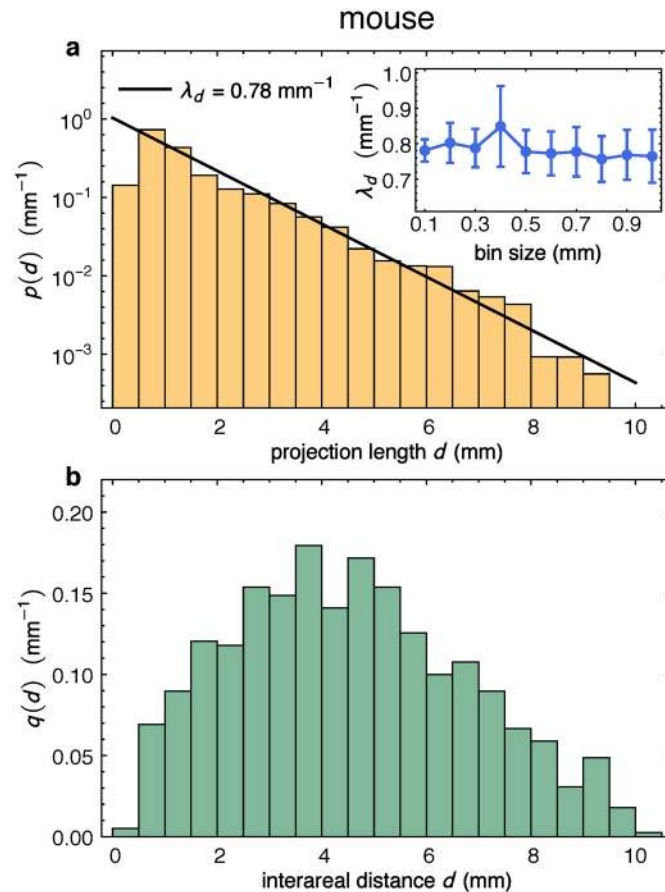 mouse
a
λd = 0.78 mm⁻¹
p(d) (mm⁻¹)
10⁰
10⁻¹
10⁻²
10⁻³
0 2 4 6 8 10
projection length d (mm)
λd (mm⁻¹)
1.0
0.9
0.8
0.7
0.1 0.3 0.5 0.7 0.9
bin size (mm)
b
q(d) (mm⁻¹)
0.20
0.15
0.10
0.05
0.00
0 2 4 6 8 10
interareal distance d (mm)